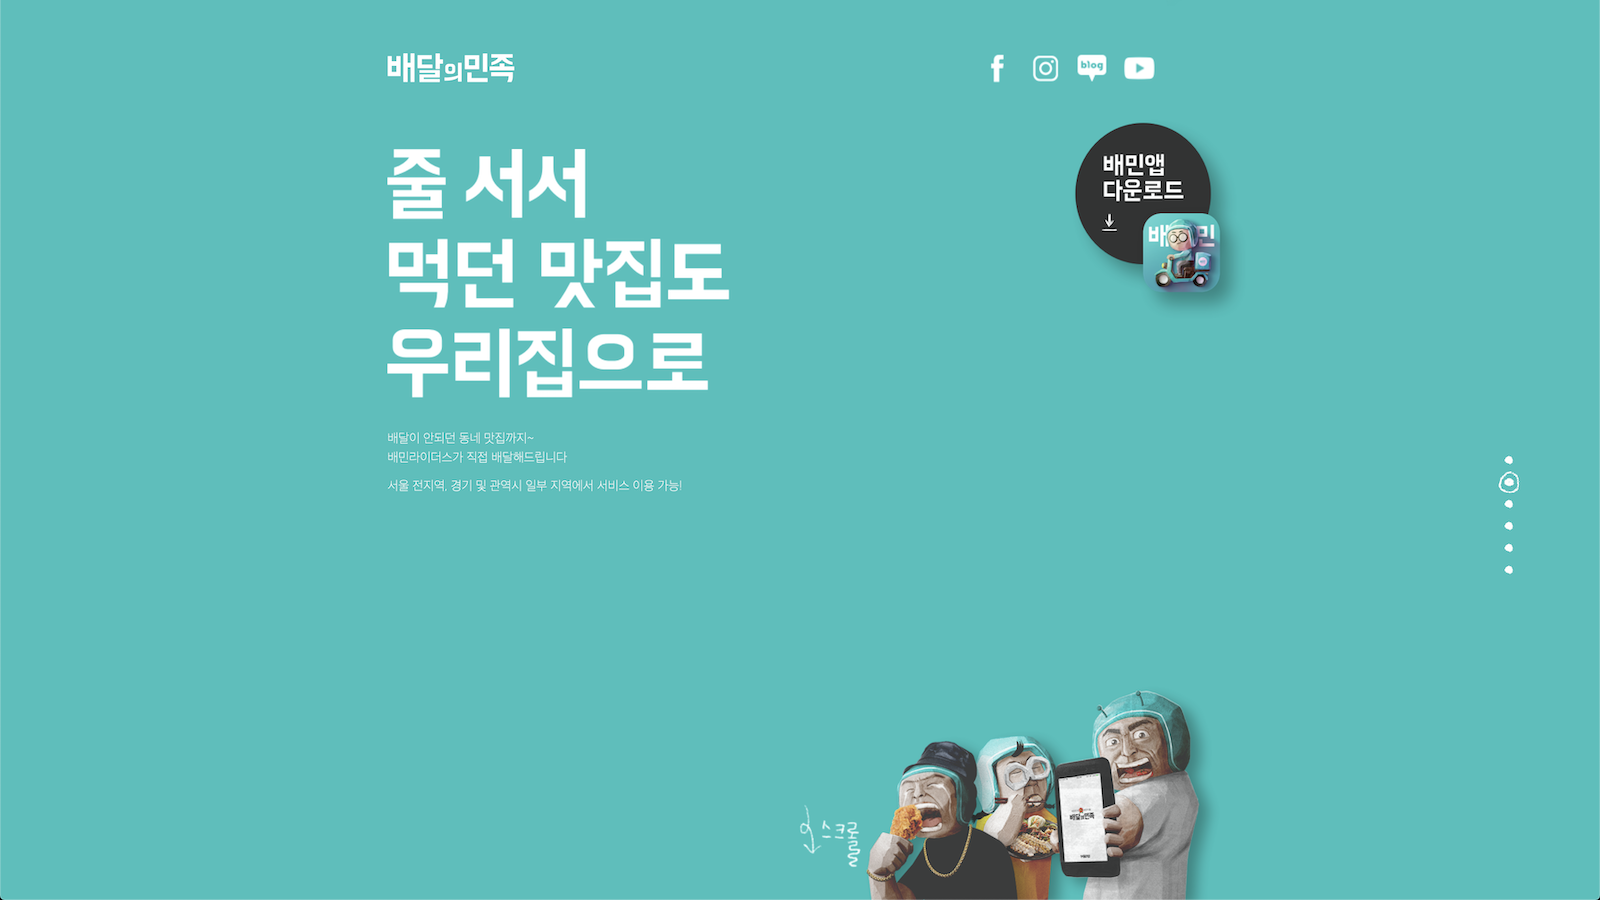 배달의민족
blog
배민앱
다운로드
줄 서서
먹던 맛집도
우리집으로
배달이 안되던 동네 맛집까지~
배민라이더스가 직접 배달해드립니다
서울 전지역, 경기 및 관역시 일부 지역에서 서비스 이용 가능!
스크롤
배달의민족